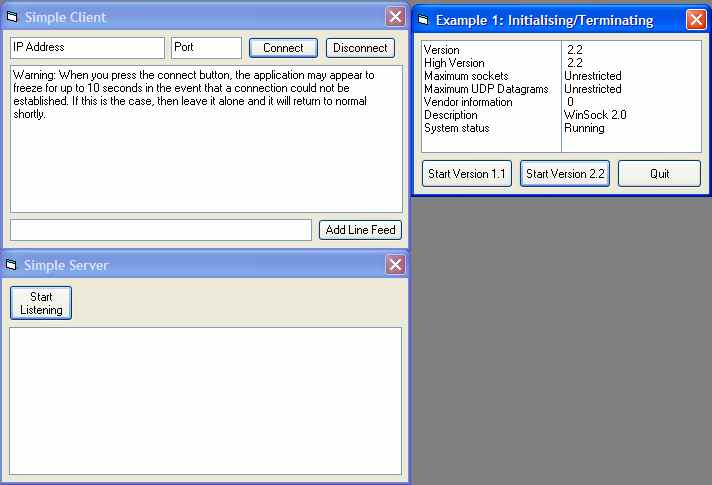 Simple Client
IP Address Port Connect Disconnect
Warning: When you press the connect button, the application may appear to
freeze for up to 10 seconds in the event that a connection could not be
established. If this is the case, then leave it alone and it will return to normal
shortly.
Add Line Feed
Example 1: Initialising/Terminating
Version 2.2
High Version 2.2
Maximum sockets Unrestricted
Maximum UDP Datagrams Unrestricted
Vendor information 0
Description WinSock 2.0
System status Running
Start Version 1.1 Start Version 2.2 Quit
Simple Server
Start
Listening